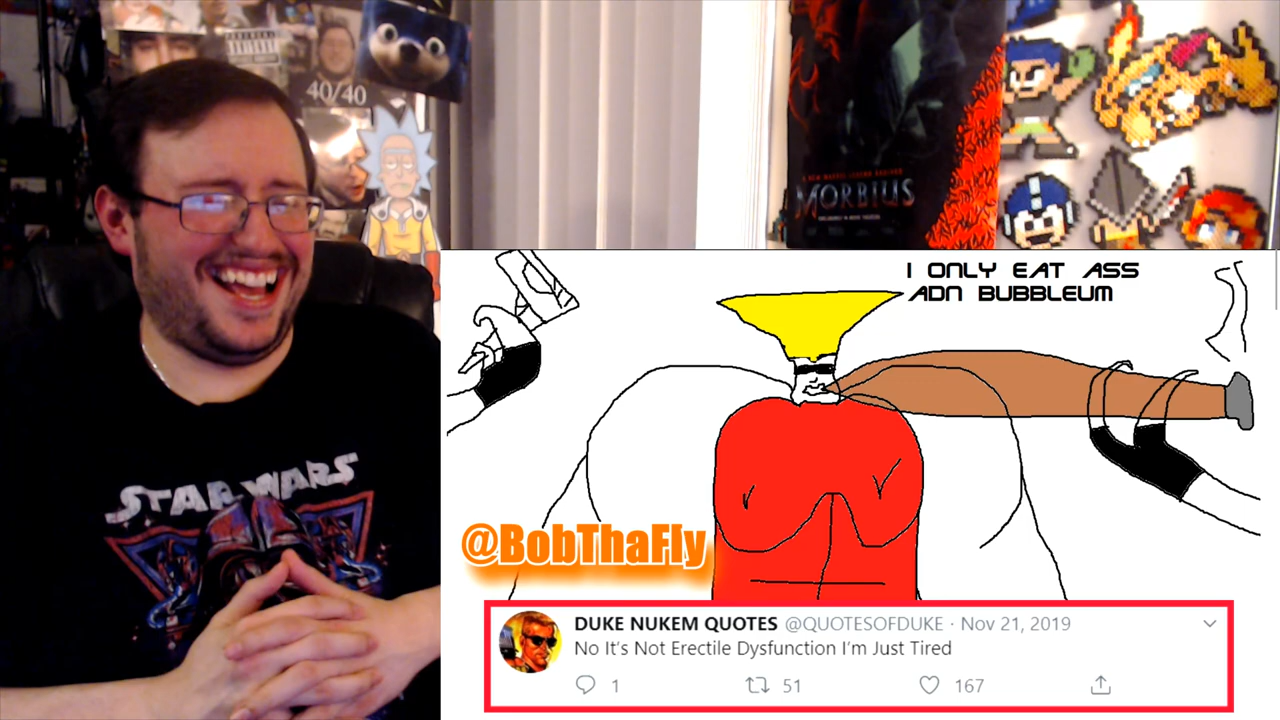 40/40
MORBIUS
I ONLY EAT ASS
ADN BUBBLEUM
STAR WARS
@BobThaFly
DUKE NUKEM QUOTES @QUOTESOFDUKE · Nov 21, 2019
No It's Not Erectile Dysfunction I'm Just Tired
1 51 167